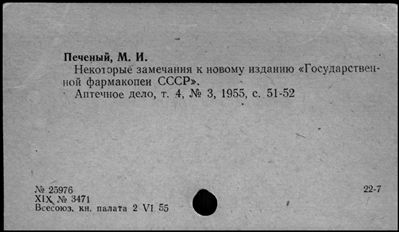 Печеный, М. И.
Некоторые замечания к новому изданию «Государствен-
ной фармакопеи СССР».
Аптечное дело, т. 4, № 3, 1955, с. 51-52
№ 25976
22-7
XIX № 3471
Всесоюз. кн. палата 2 VI 55